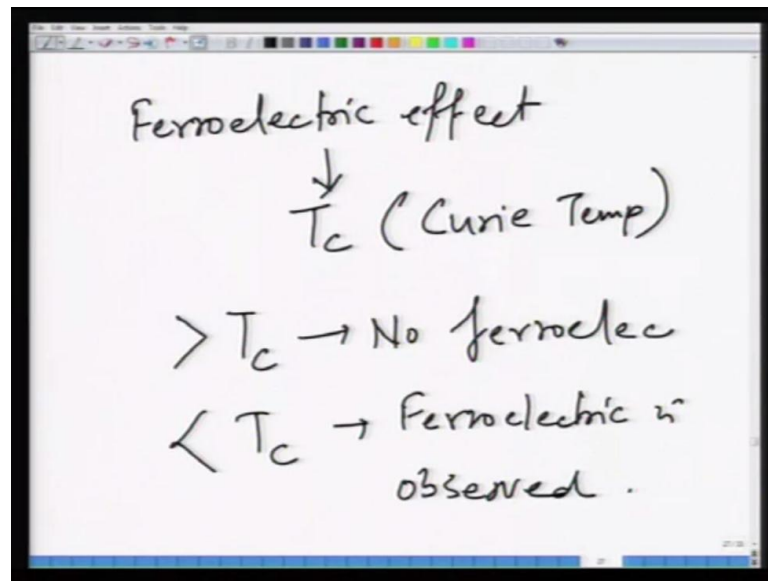 Ferroelectric effect
↓
Tc (Curie Temp)
> Tc → No ferroelec
< Tc → Ferroelectric is
observed.